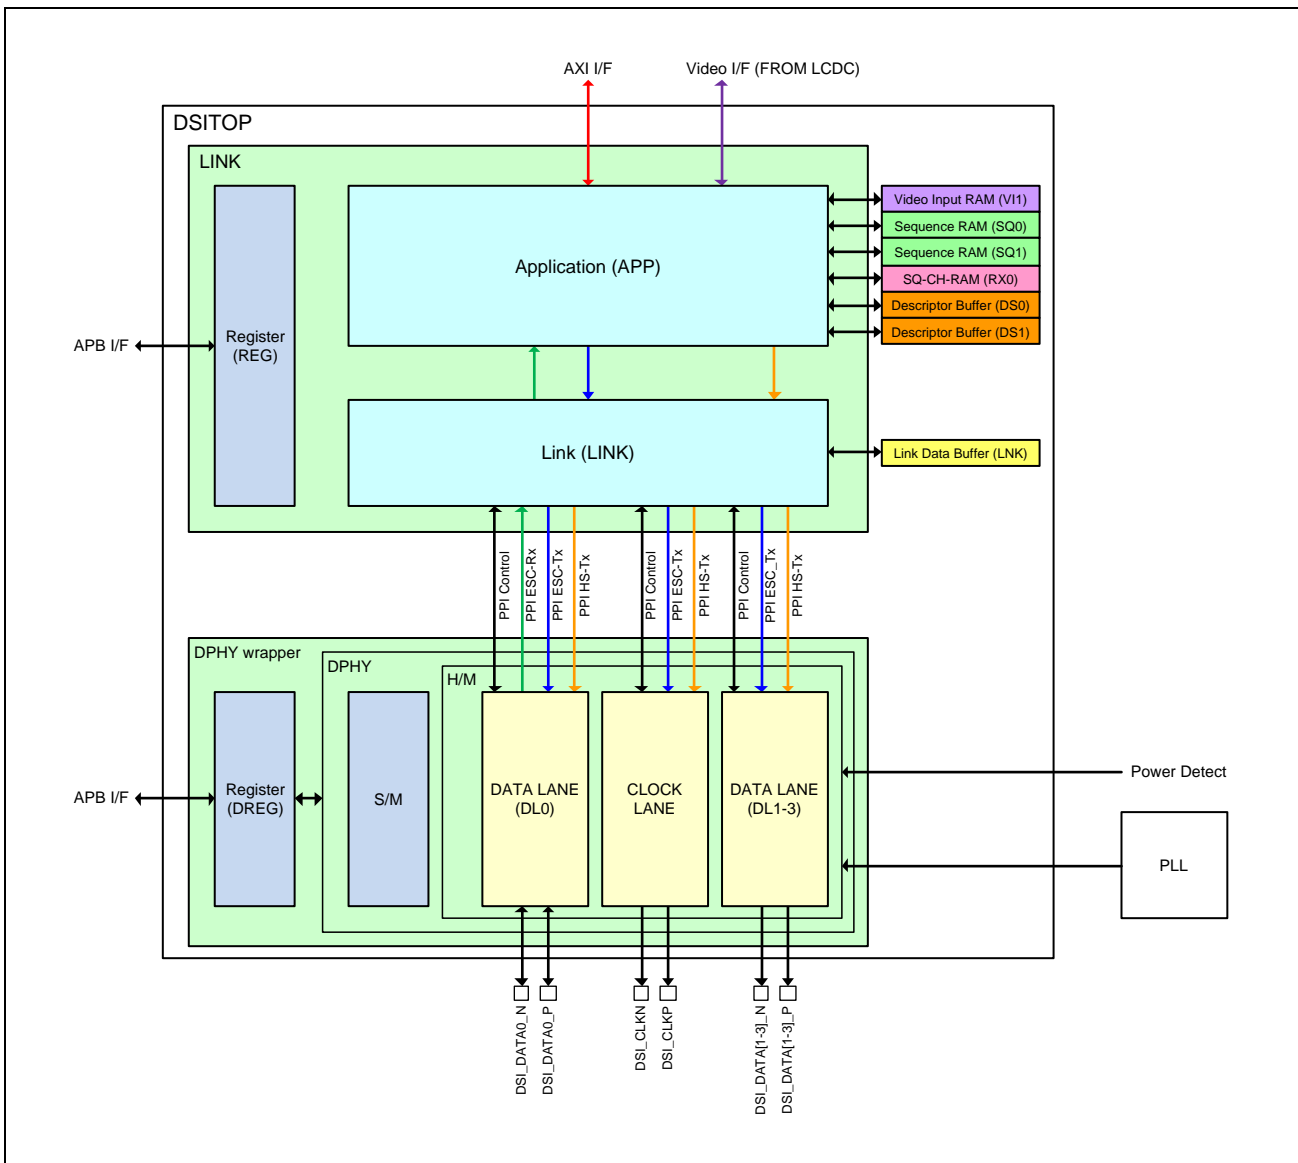 AXI I/F
Video I/F (FROM LCDC)
DSITOP
LINK
Register
(REG)
Application (APP)
Video Input RAM (VI1)
Sequence RAM (SQ0)
Sequence RAM (SQ1)
SQ-CH-RAM (RX0)
Descriptor Buffer (DS0)
Descriptor Buffer (DS1)
APB I/F
Link (LINK)
Link Data Buffer (LNK)
PPI Control
PPI ESC-Rx
PPI ESC-Tx
PPI HS-Tx
PPI Control
PPI ESC-Tx
PPI HS-Tx
PPI Control
PPI ESC_Tx
PPI HS-Tx
DPHY wrapper
DPHY
H/M
Register
(DREG)
S/M
DATA LANE
(DL0)
CLOCK
LANE
DATA LANE
(DL1-3)
APB I/F
Power Detect
PLL
DSI_DATA0_N
DSI_DATA0_P
DSI_CLKN
DSI_CLKP
DSI_DATA[1-3]_N
DSI_DATA[1-3]_P